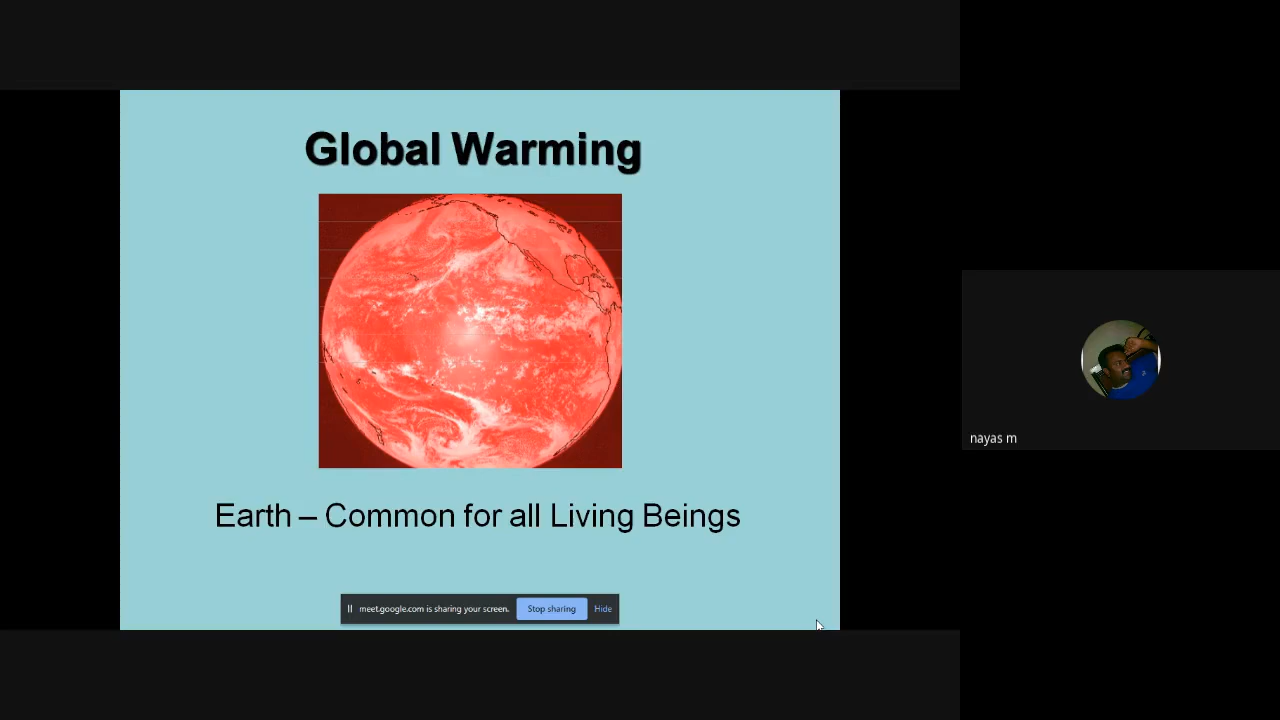 Global Warming
Earth – Common for all Living Beings
meet.google.com is sharing your screen. Stop sharing Hide
nayas m